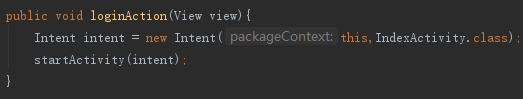 public void loginAction(View view){
Intent intent = new Intent( packageContext: this,IndexActivity.class);
startActivity(intent);
}